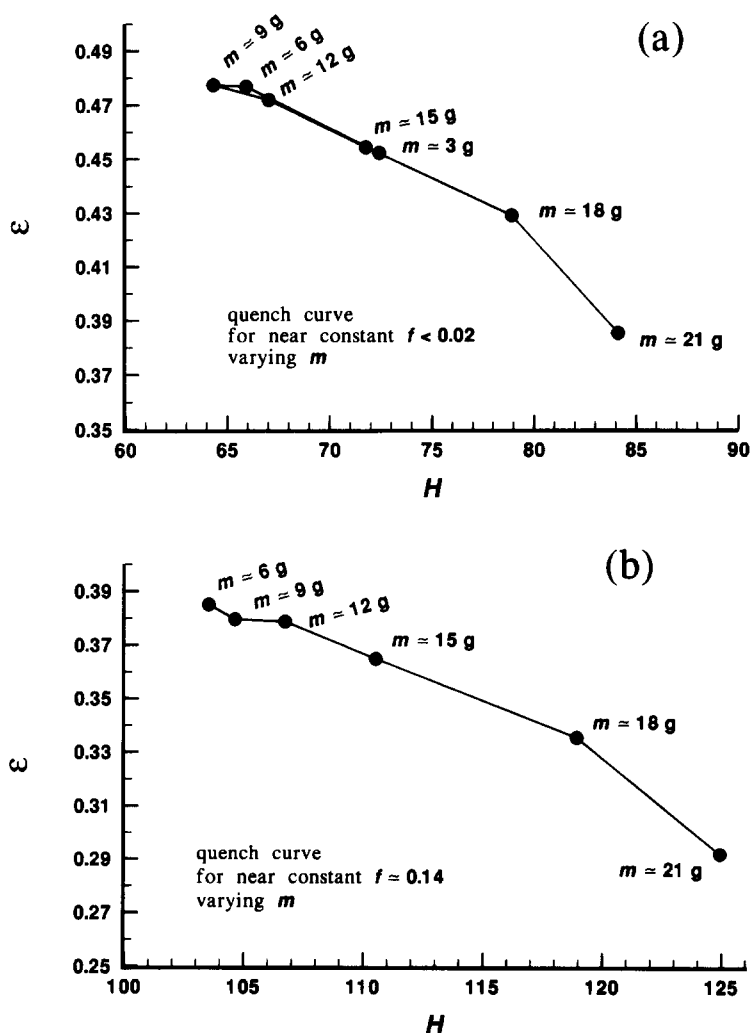 (a)
m ≃ 9 g
m ≃ 6 g
m ≃ 12 g
m ≃ 15 g
m ≃ 3 g
m ≃ 18 g
m ≃ 21 g
0.49
0.47
0.45
0.43
0.41
0.39
0.37
0.35
ε
quench curve
for near constant f < 0.02
varying m
60 65 70 75 80 85 90
H
(b)
m ≃ 6 g
m ≃ 9 g
m ≃ 12 g
m ≃ 15 g
m ≃ 18 g
m ≃ 21 g
0.39
0.37
0.35
0.33
0.31
0.29
0.27
0.25
ε
quench curve
for near constant f ≃ 0.14
varying m
100 105 110 115 120 125
H